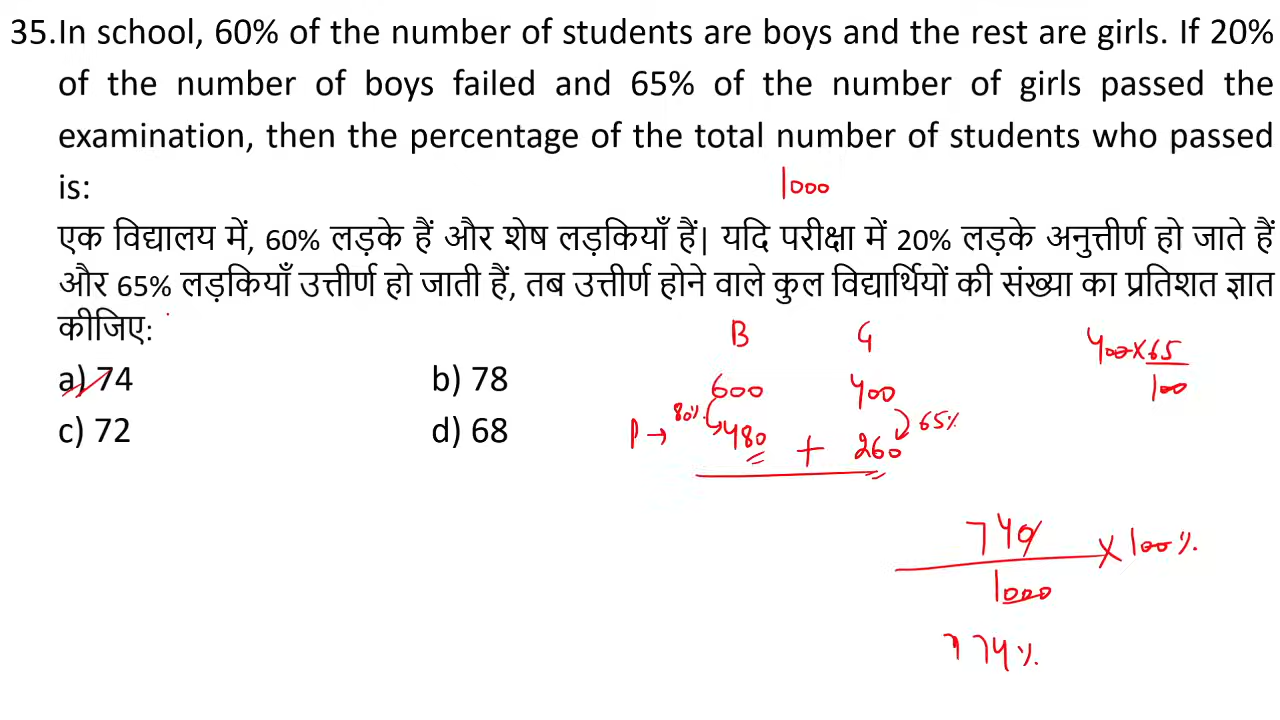 35.In school, 60% of the number of students are boys and the rest are girls. If 20%
of the number of boys failed and 65% of the number of girls passed the
examination, then the percentage of the total number of students who passed
is:
1000
एक विद्यालय में, 60% लड़के हैं और शेष लड़कियाँ हैं| यदि परीक्षा में 20% लड़के अनुत्तीर्ण हो जाते हैं
और 65% लड़कियाँ उत्तीर्ण हो जाती हैं, तब उत्तीर्ण होने वाले कुल विद्यार्थियों की संख्या का प्रतिशत ज्ञात
कीजिए:
a) 74
b) 78
c) 72
d) 68
B G
600 400
80% 65%
P → 480 + 260
400 × 65
100
740 × 100%
1000
74%